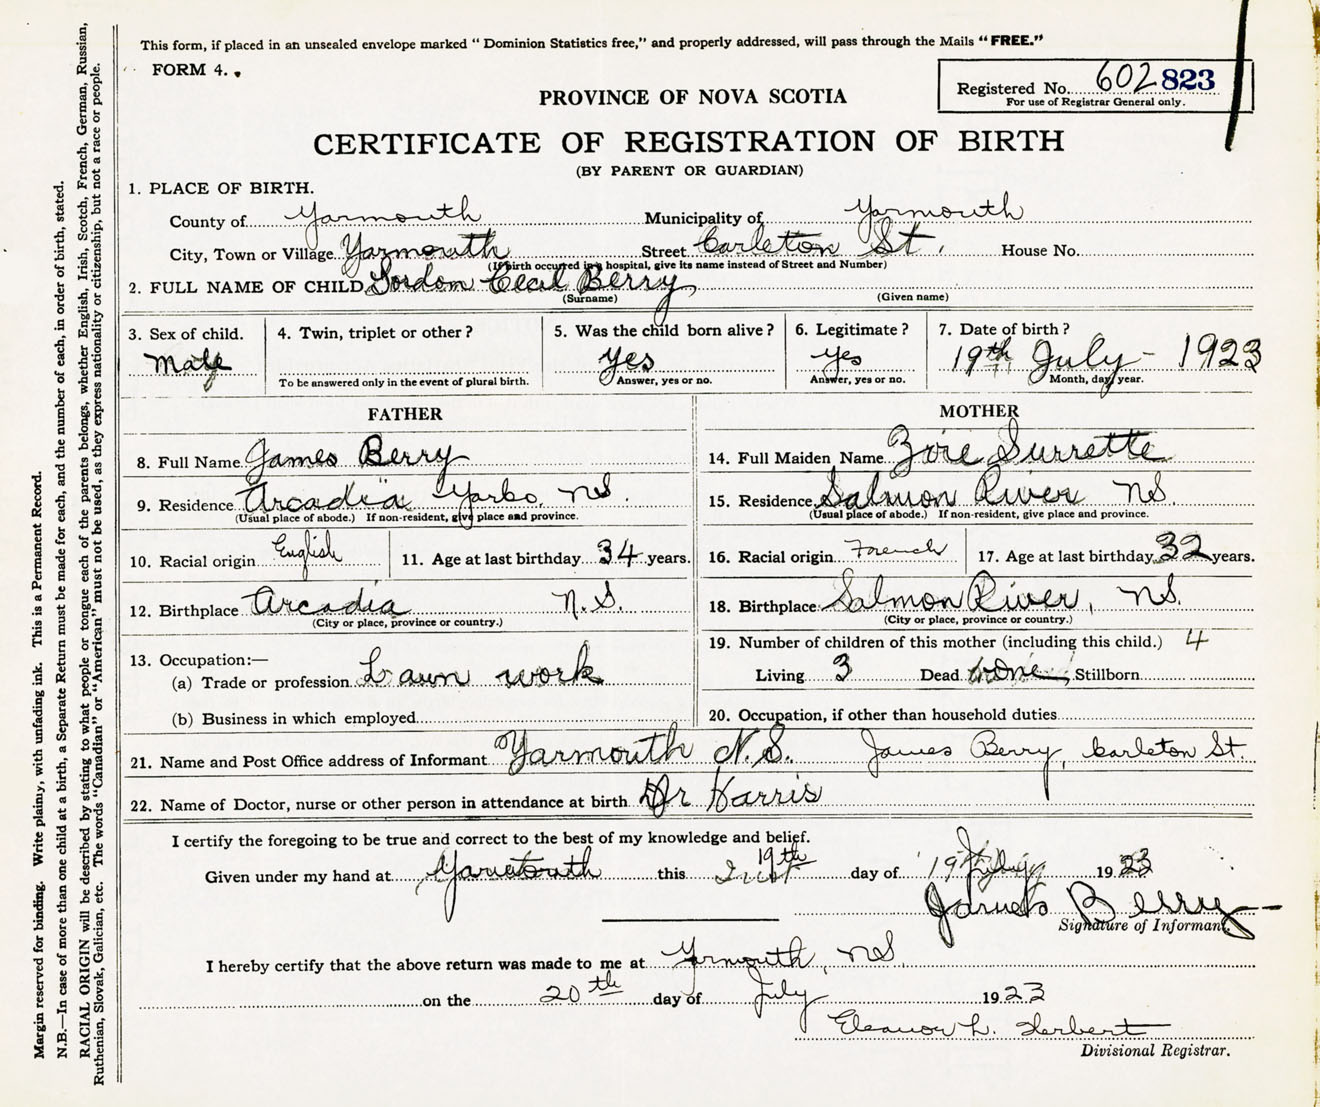 This form, if placed in an unsealed envelope marked “ Dominion Statistics free,” and properly addressed, will pass through the Mails “ FREE.”
FORM 4.
Registered No. 602823
For use of Registrar General only.
PROVINCE OF NOVA SCOTIA
CERTIFICATE OF REGISTRATION OF BIRTH
(BY PARENT OR GUARDIAN)
1. PLACE OF BIRTH.
County of Yarmouth Municipality of Yarmouth
City, Town or Village Yarmouth Street Carleton St. House No.
(If birth occurred in a hospital, give its name instead of Street and Number)
2. FULL NAME OF CHILD Gordon Cecil Berry
(Surname) (Given name)
3. Sex of child. 4. Twin, triplet or other ? 5. Was the child born alive ? 6. Legitimate ? 7. Date of birth ?
Male yes yes 19th July - 1923
To be answered only in the event of plural birth. Answer, yes or no. Answer, yes or no. Month, day, year.
FATHER MOTHER
8. Full Name James Berry 14. Full Maiden Name Zoie Surrette
9. Residence Arcadia Yarbo, N.S. 15. Residence Salmon River N.S.
(Usual place of abode.) If non-resident, give place and province. (Usual place of abode.) If non-resident, give place and province.
10. Racial origin English 11. Age at last birthday 34 years. 16. Racial origin French 17. Age at last birthday 32 years.
12. Birthplace Arcadia N.S. 18. Birthplace Salmon River, N.S.
(City or place, province or country.) (City or place, province or country.)
13. Occupation:— 19. Number of children of this mother (including this child.) 4
(a) Trade or profession work Living 3 Dead none Stillborn
(b) Business in which employed 20. Occupation, if other than household duties
21. Name and Post Office address of Informant Yarmouth N.S. James Berry, Carleton St.
22. Name of Doctor, nurse or other person in attendance at birth Dr Harris
I certify the foregoing to be true and correct to the best of my knowledge and belief.
Given under my hand at Yarmouth this 19th day of July 1923
James Berry
Signature of Informant.
I hereby certify that the above return was made to me at Yarmouth, N.S.
on the 20th day of July 1923
Eleanor L. Herbert
Divisional Registrar.
Margin reserved for binding. Write plainly, with unfading ink. This is a Permanent Record.
N.B.—In case of more than one child at a birth, a Separate Return must be made for each, and the number of each, in order of birth, stated.
RACIAL ORIGIN will be described by stating to what people or tongue each of the parents belongs, whether English, Irish, Scotch, French, German, Russian,
Ruthenian, Slovak, Galician, etc. The words “Canadian” or “American” must not be used, as they express nationality or citizenship, but not a race or people.